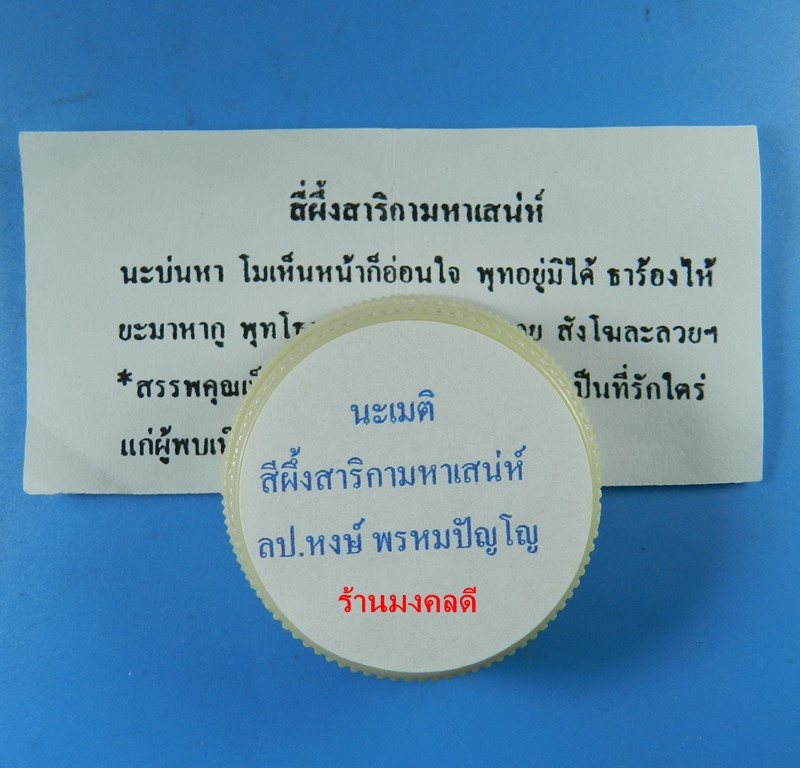 สี่ผึ้งสาริกามหาเสน่ห์
นะบ่นหา โมเห็นหน้าก็อ่อนใจ พุทอยู่มิได้ ธาร้องไห้
ขะมาหากู พุทโธ สังโฆละลวยฯ
*สรรพคุณ เป็นที่รักใคร่
แก่ผู้พบเห็น
นะเมติ
สีผึ้งสาริกามหาเสน่ห์
ลป.หงษ์ พรหมปัญโญ
ร้านมงคลดี